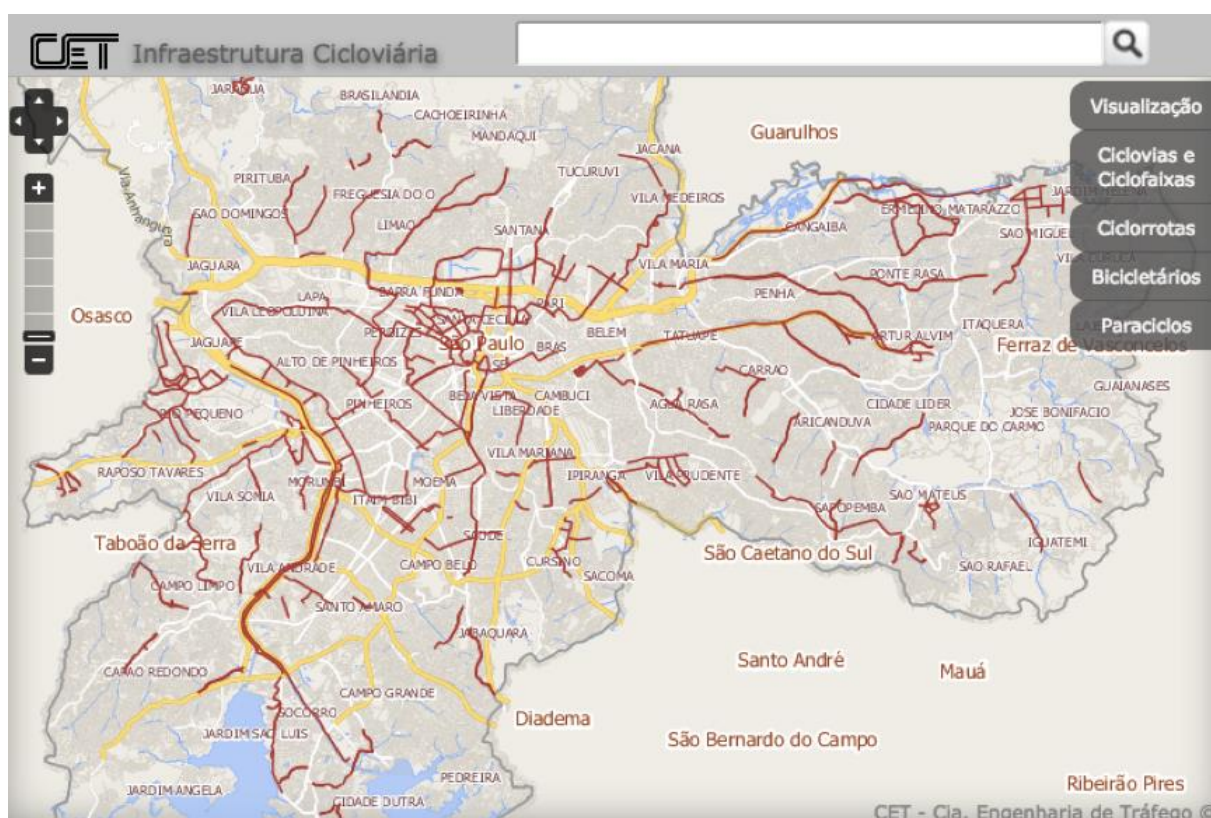 CET Infraestrutura Cicloviária
Visualização
Ciclovias e
Ciclofaixas
Ciclorrotas
Bicicletários
Paraciclos
BRASILANDIA
CACHOEIRINHA
MANDAQUI
Guarulhos
JACANA
TUCURUVI
PIRITUBA
FREGUESIA DO O
VILA MEDEIROS
SAO DOMINGOS
LIMAO
SANTANA
CANGAIBA
ERMELINO MATARAZZO
JAGUARA
VILA MARIA
PONTE RASA
LAPA
BARRA FUNDA
PARI
PENHA
VILA LEOPOLDINA
Osasco
PERDIZES
SANTA CECILIA
BELEM
TATUAPE
ARTUR ALVIM
ITAQUERA
JAGUARE
São Paulo
BRAS
Ferraz de Vasconcelos
ALTO DE PINHEIROS
SE
CARRAO
GUAIANASES
BELA VISTA
CAMBUCI
PINHEIROS
LIBERDADE
AGUA RASA
CIDADE LIDER
JOSE BONIFACIO
RIO PEQUENO
ARICANDUVA
PARQUE DO CARMO
VILA MARIANA
RAPOSO TAVARES
MORUMBI
MOEMA
IPIRANGA
VILA PRUDENTE
VILA SONIA
ITAIM BIBI
SAO MATEUS
SAPOPEMBA
Taboão da Serra
SAUDE
São Caetano do Sul
IGUATEMI
VILA ANDRADE
CAMPO BELO
CURSINO
SACOMA
SAO RAFAEL
CAMPO LIMPO
SANTO AMARO
JABAQUARA
Santo André
Mauá
CAPAO REDONDO
CAMPO GRANDE
SOCORRO
Diadema
JARDIM SAO LUIS
São Bernardo do Campo
PEDREIRA
Ribeirão Pires
JARDIM ANGELA
CIDADE DUTRA
CET - Cia. Engenharia de Tráfego ©